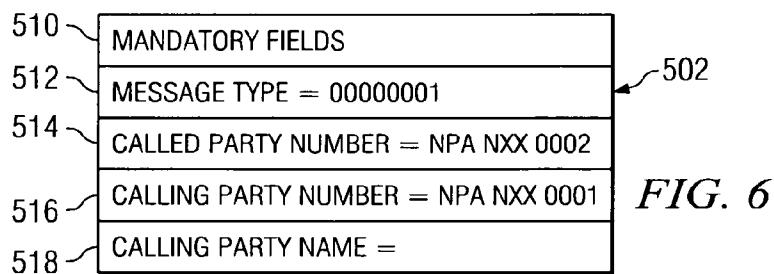 510 MANDATORY FIELDS
512 MESSAGE TYPE = 00000001 502
514 CALLED PARTY NUMBER = NPA NXX 0002
516 CALLING PARTY NUMBER = NPA NXX 0001 FIG. 6
518 CALLING PARTY NAME =